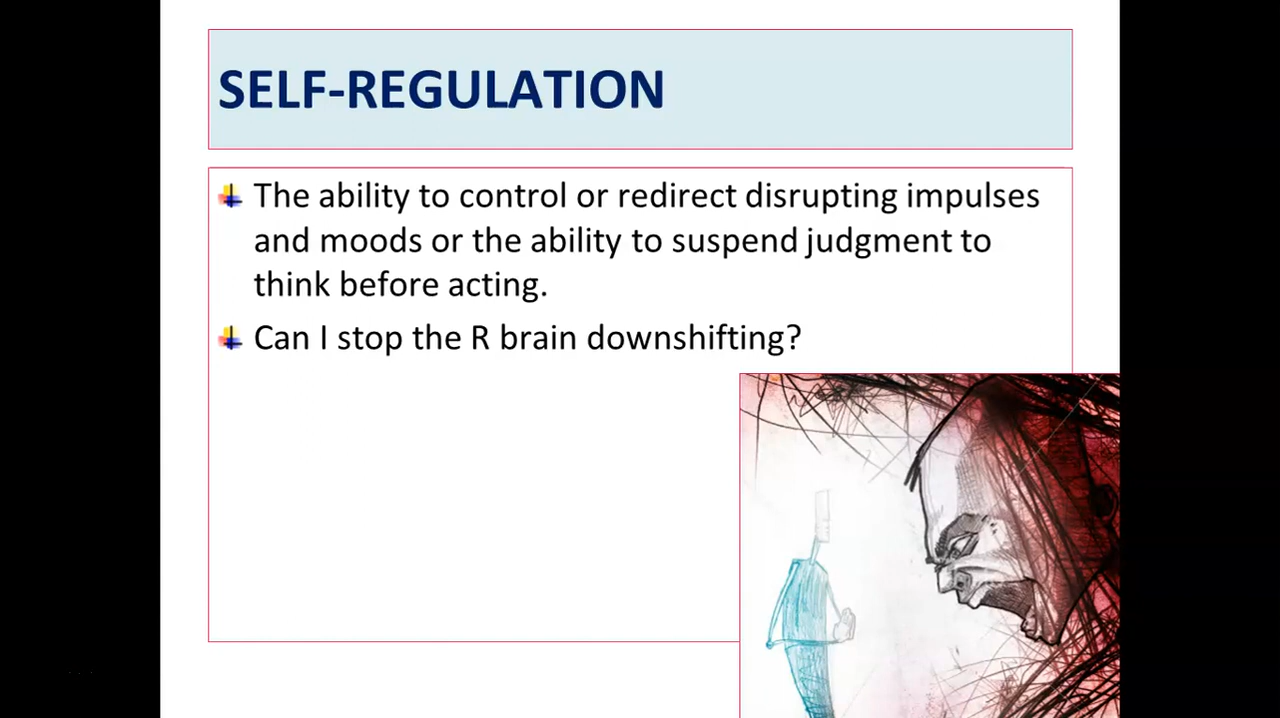 SELF-REGULATION
The ability to control or redirect disrupting impulses
and moods or the ability to suspend judgment to
think before acting.
Can I stop the R brain downshifting?